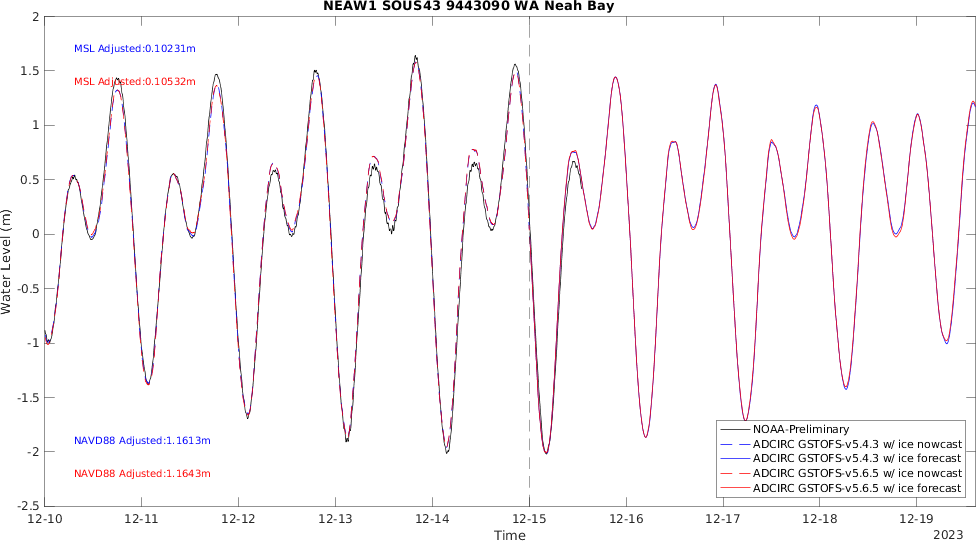 NEAW1 SOUS43 9443090 WA Neah Bay
2
MSL Adjusted:0.10231m
1.5
MSL Adjusted:0.10532m
1
0.5
0
-0.5
-1
-1.5
-2
-2.5
Water Level (m)
NAVD88 Adjusted:1.1613m
NAVD88 Adjusted:1.1643m
NOAA-Preliminary
ADCIRC GSTOFS-v5.4.3 w/ ice nowcast
ADCIRC GSTOFS-v5.4.3 w/ ice forecast
ADCIRC GSTOFS-v5.6.5 w/ ice nowcast
ADCIRC GSTOFS-v5.6.5 w/ ice forecast
12-10 12-11 12-12 12-13 12-14 12-15 12-16 12-17 12-18 12-19
Time
2023